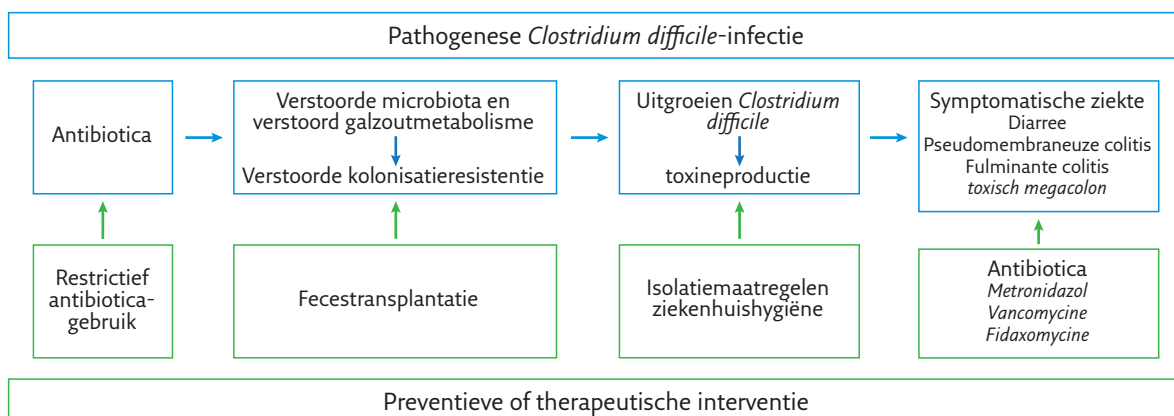 Pathogenese Clostridium difficile-infectie
Antibiotica
Verstoorde microbiota en
verstoord galzoutmetabolisme
Verstoorde kolonisatieresistentie
Uitgroeien Clostridium
difficile
toxineproductie
Symptomatische ziekte
Diarree
Pseudomembraneuze colitis
Fulminante colitis
toxisch megacolon
Restrictief
antibiotica-
gebruik
Fecestransplantatie
Isolatiemaatregelen
ziekenhuishygiëne
Antibiotica
Metronidazol
Vancomycine
Fidaxomycine
Preventieve of therapeutische interventie